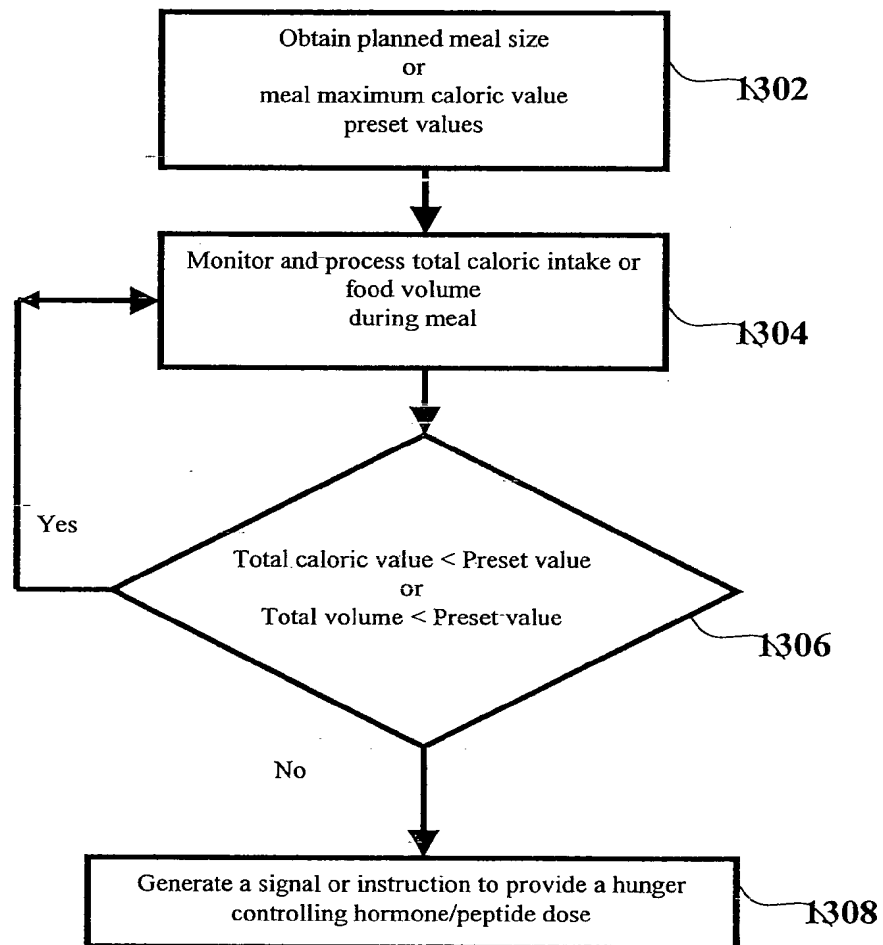 Obtain planned meal size
or
meal maximum caloric value
preset values
1302
Monitor and process total caloric intake or
food volume
during meal
1304
Yes
Total caloric value < Preset value
or
Total volume < Preset value
1306
No
Generate a signal or instruction to provide a hunger
controlling hormone/peptide dose
1308